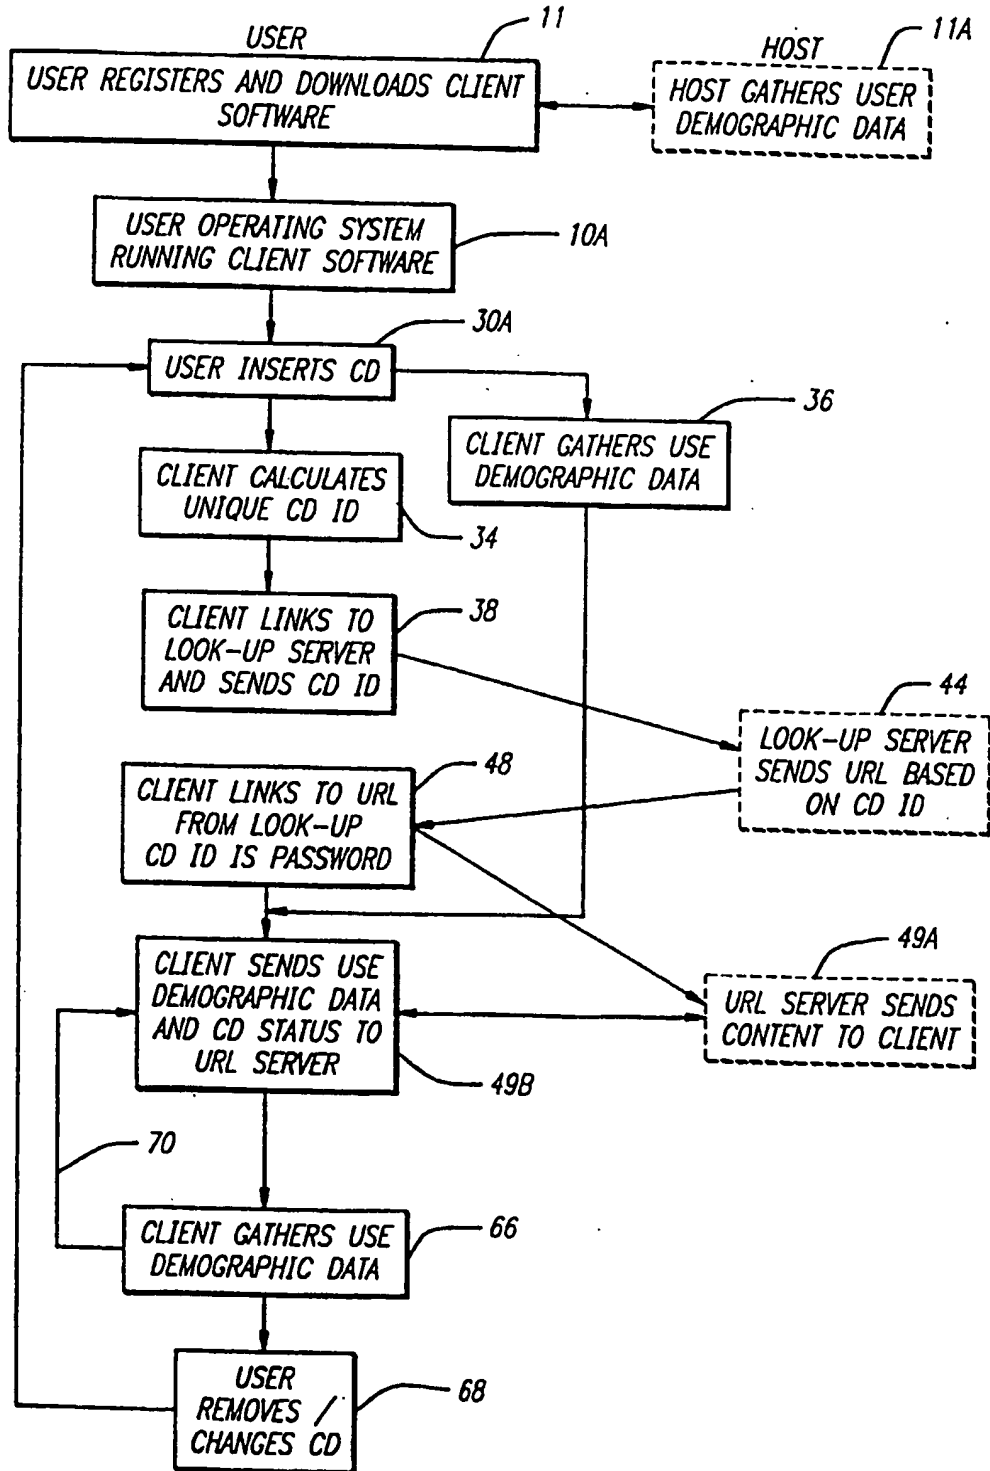 USER
11
USER REGISTERS AND DOWNLOADS CLIENT
SOFTWARE
HOST
11A
HOST GATHERS USER
DEMOGRAPHIC DATA
USER OPERATING SYSTEM
RUNNING CLIENT SOFTWARE
10A
30A
USER INSERTS CD
36
CLIENT GATHERS USE
DEMOGRAPHIC DATA
CLIENT CALCULATES
UNIQUE CD ID
34
CLIENT LINKS TO
LOOK-UP SERVER
AND SENDS CD ID
38
44
LOOK-UP SERVER
SENDS URL BASED
ON CD ID
48
CLIENT LINKS TO URL
FROM LOOK-UP
CD ID IS PASSWORD
CLIENT SENDS USE
DEMOGRAPHIC DATA
AND CD STATUS TO
URL SERVER
49B
49A
URL SERVER SENDS
CONTENT TO CLIENT
70
CLIENT GATHERS USE
DEMOGRAPHIC DATA
66
USER
REMOVES /
CHANGES CD
68